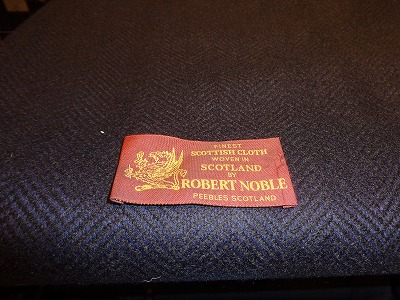 FINEST
SCOTTISH CLOTH
WOVEN IN
SCOTLAND
BY
ROBERT NOBLE
PEEBLES SCOTLAND